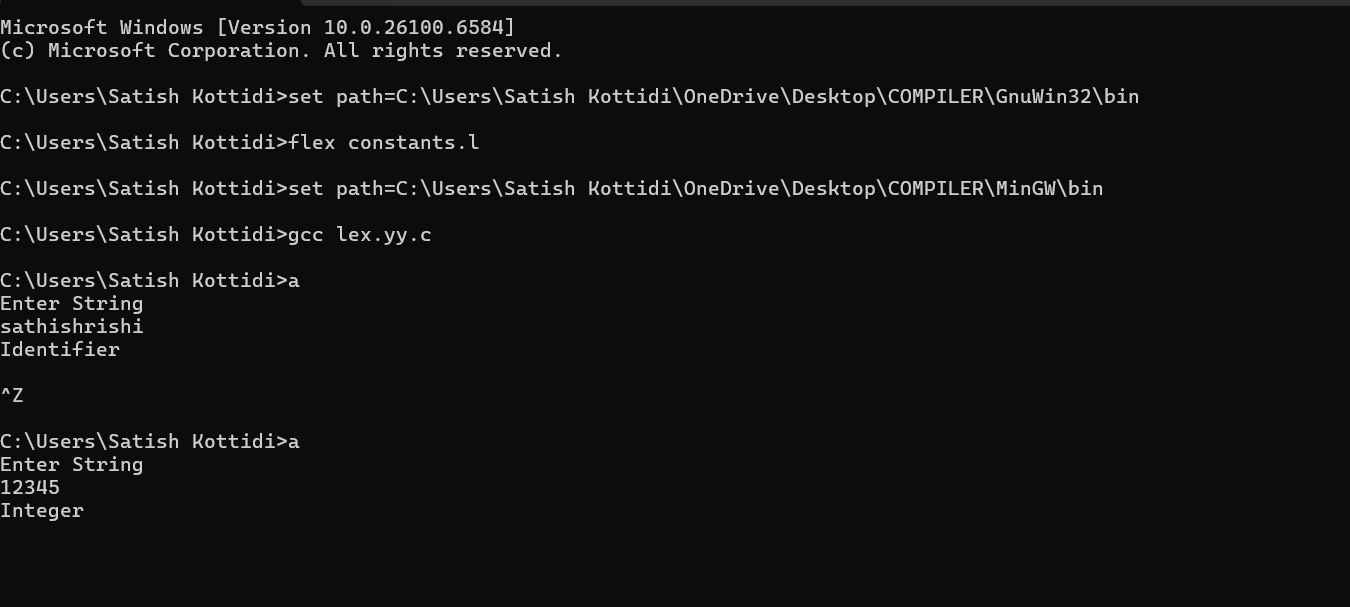 Microsoft Windows [Version 10.0.26100.6584]
(c) Microsoft Corporation. All rights reserved.
C:\Users\Satish Kottidi>set path=C:\Users\Satish Kottidi\OneDrive\Desktop\COMPILER\GnuWin32\bin
C:\Users\Satish Kottidi>flex constants.l
C:\Users\Satish Kottidi>set path=C:\Users\Satish Kottidi\OneDrive\Desktop\COMPILER\MinGW\bin
C:\Users\Satish Kottidi>gcc lex.yy.c
C:\Users\Satish Kottidi>a
Enter String
sathishrishi
Identifier
^Z
C:\Users\Satish Kottidi>a
Enter String
12345
Integer